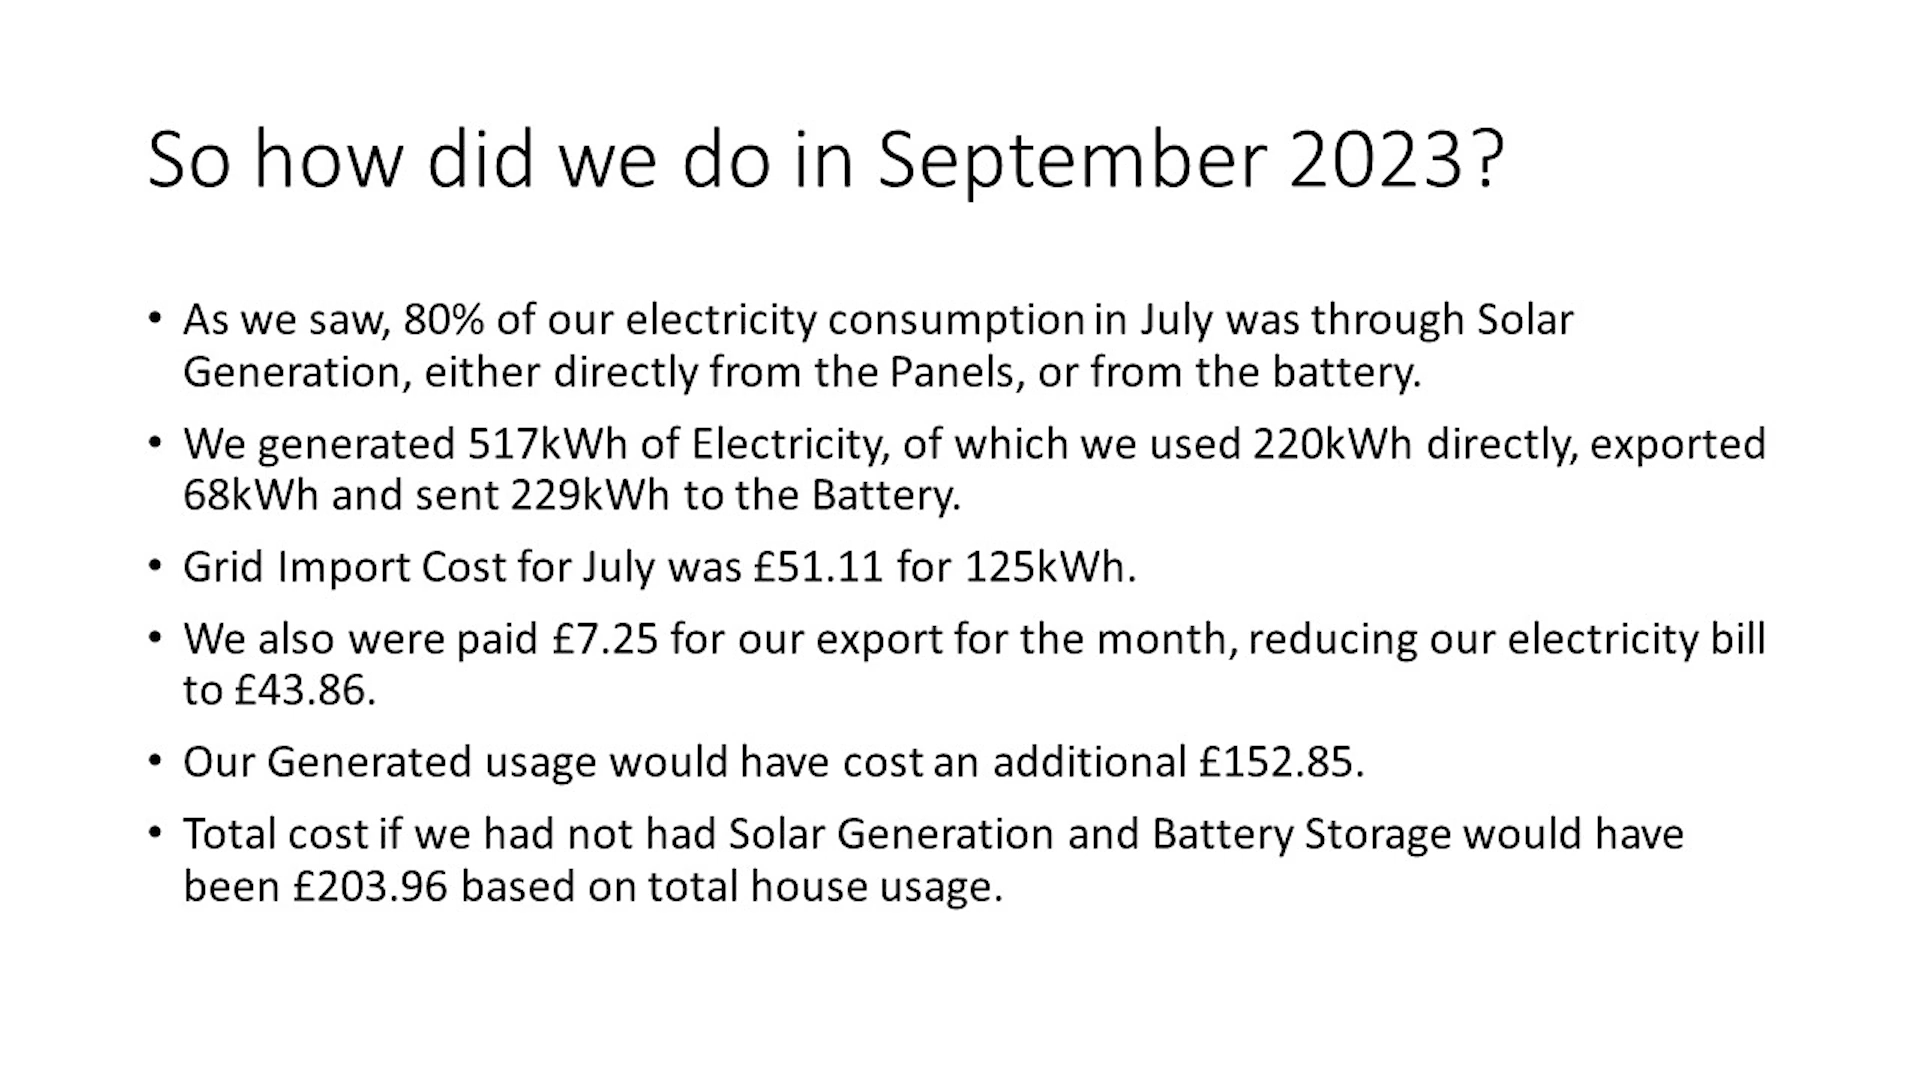 So how did we do in September 2023?
• As we saw, 80% of our electricity consumption in July was through Solar
Generation, either directly from the Panels, or from the battery.
• We generated 517kWh of Electricity, of which we used 220kWh directly, exported
68kWh and sent 229kWh to the Battery.
• Grid Import Cost for July was £51.11 for 125kWh.
• We also were paid £7.25 for our export for the month, reducing our electricity bill
to £43.86.
• Our Generated usage would have cost an additional £152.85.
• Total cost if we had not had Solar Generation and Battery Storage would have
been £203.96 based on total house usage.